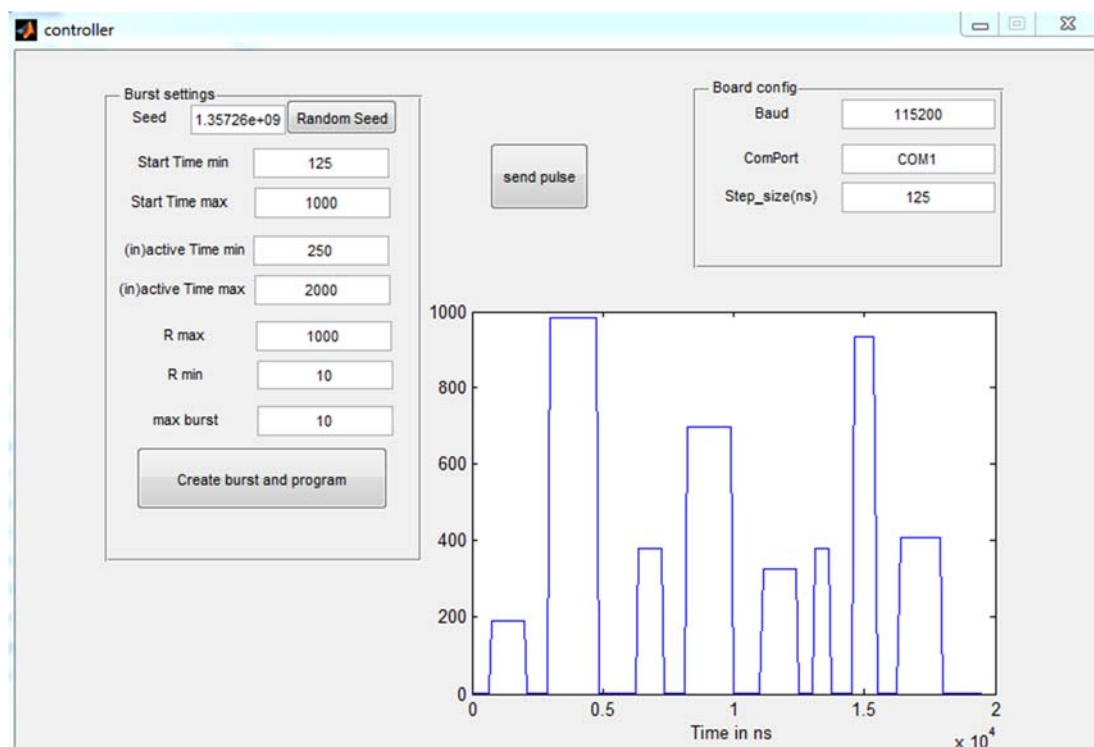 controller
Burst settings
Seed 1.35726e+09 Random Seed
Start Time min 125
Start Time max 1000
(in)active Time min 250
(in)active Time max 2000
R max 1000
R min 10
max burst 10
Create burst and program
send pulse
Board config
Baud 115200
ComPort COM1
Step_size(ns) 125
1000
800
600
400
200
0
0 0.5 1 1.5 2
Time in ns
x 10^4